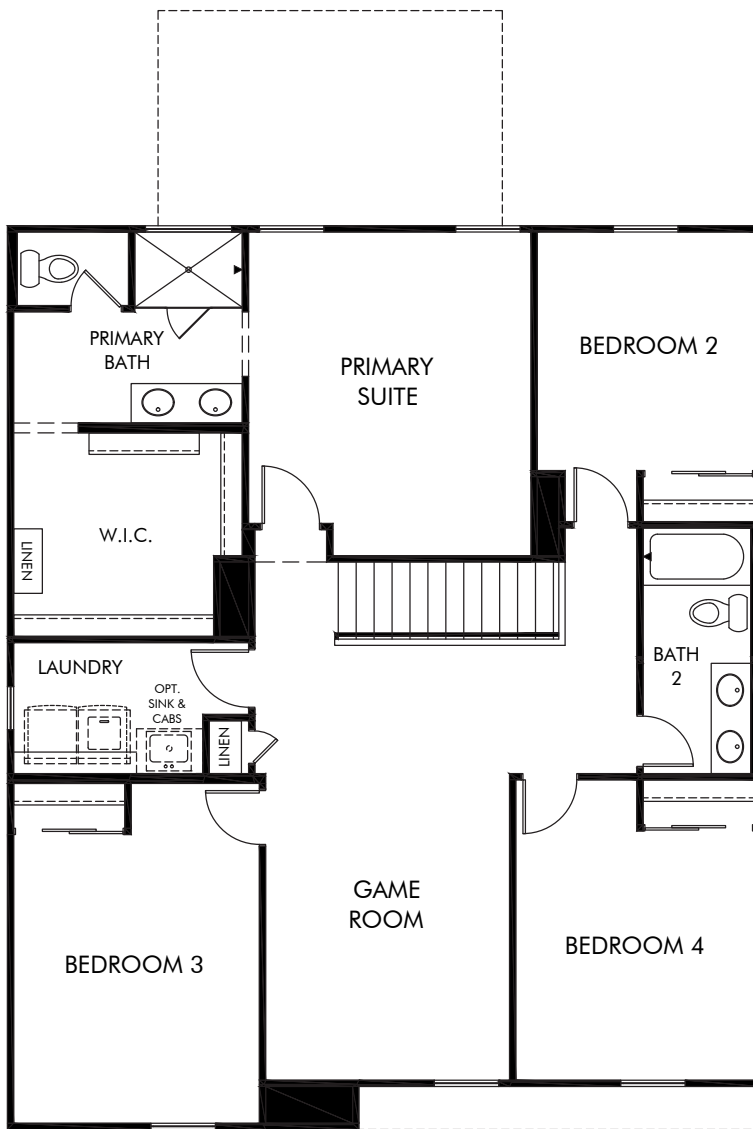 PRIMARY
BATH
PRIMARY
SUITE
BEDROOM 2
W.I.C.
LINEN
LAUNDRY
OPT.
SINK &
CABS
LINEN
BATH
2
GAME
ROOM
BEDROOM 3
BEDROOM 4